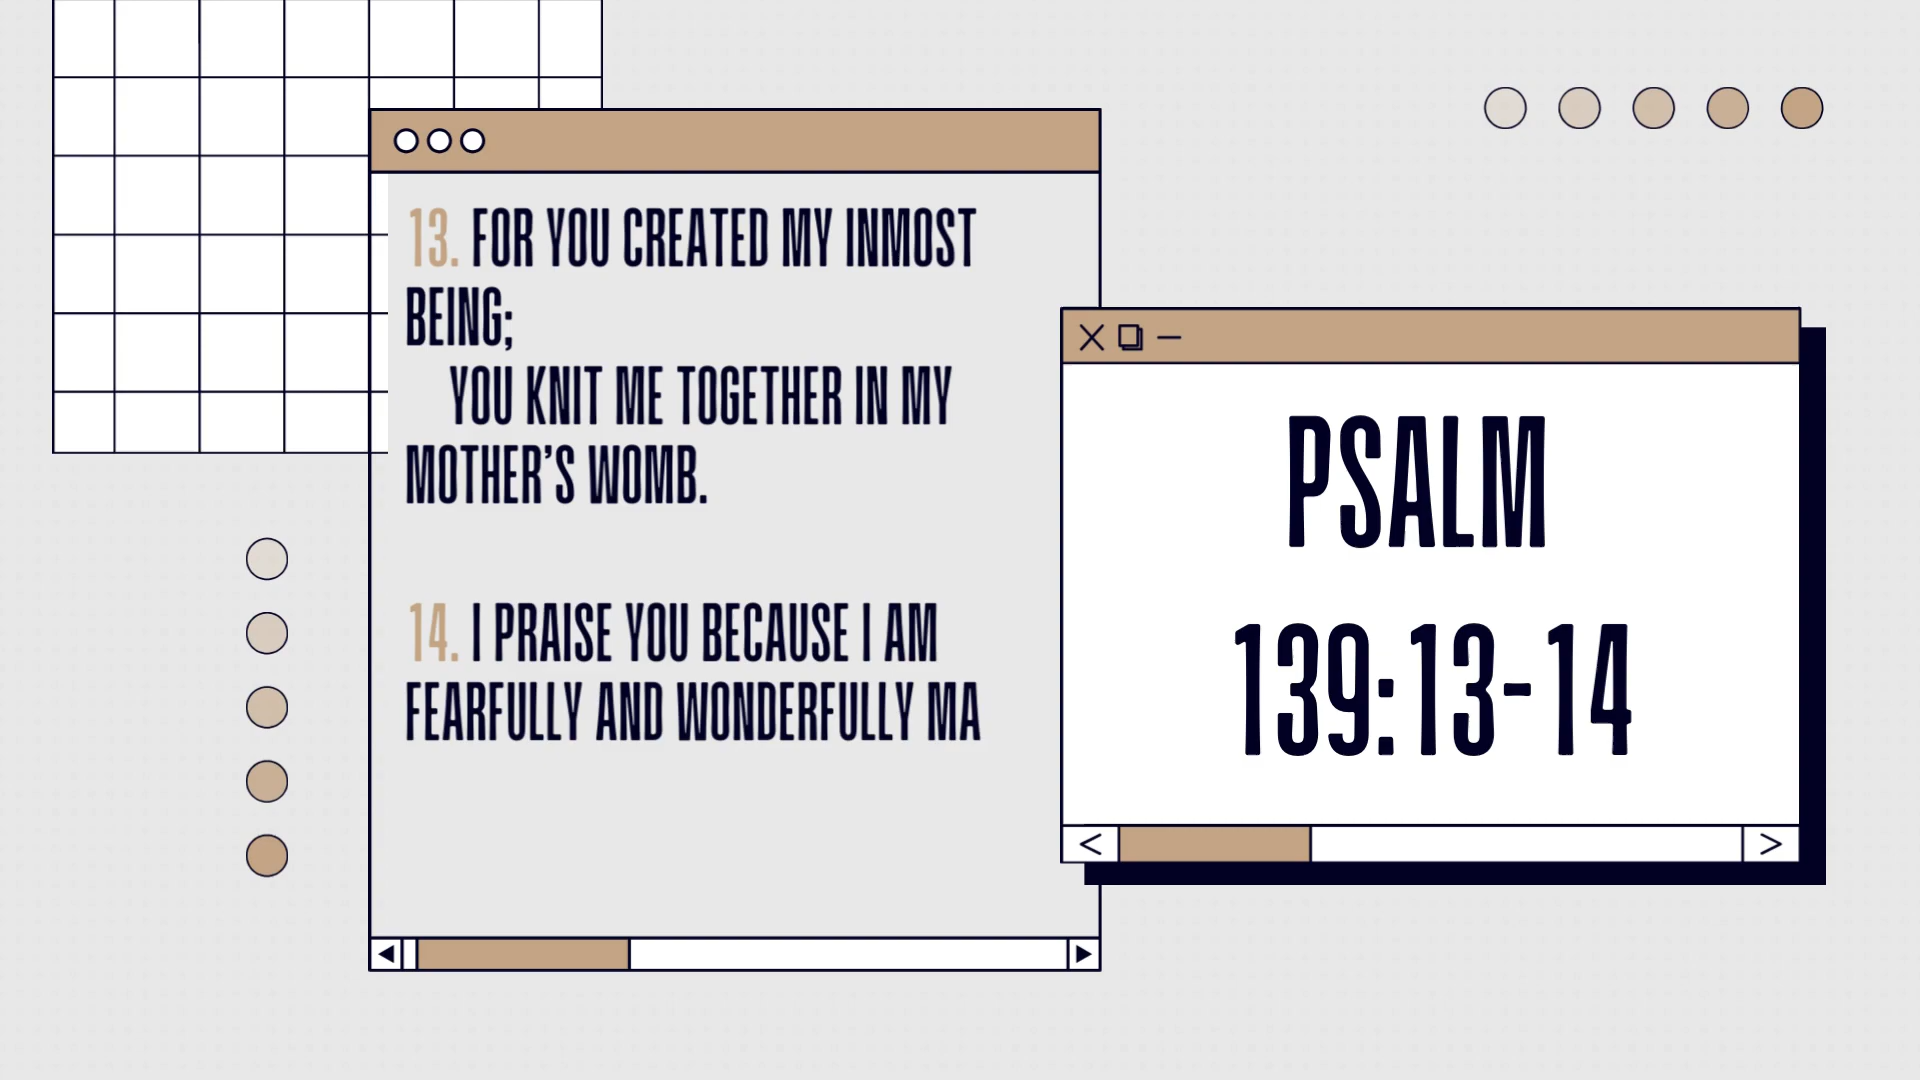 13. FOR YOU CREATED MY INMOST
BEING;
YOU KNIT ME TOGETHER IN MY
MOTHER’S WOMB.
14. I PRAISE YOU BECAUSE I AM
FEARFULLY AND WONDERFULLY MA
PSALM
139:13-14